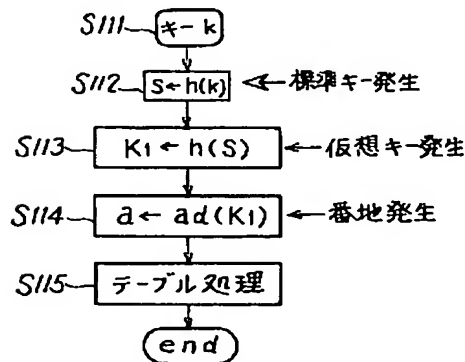 S111 キーk
S112 S←h(k) 標準キー発生
S113 K1←h(S) 仮想キー発生
S114 a←ad(K1) 番地発生
S115 テーブル処理
end